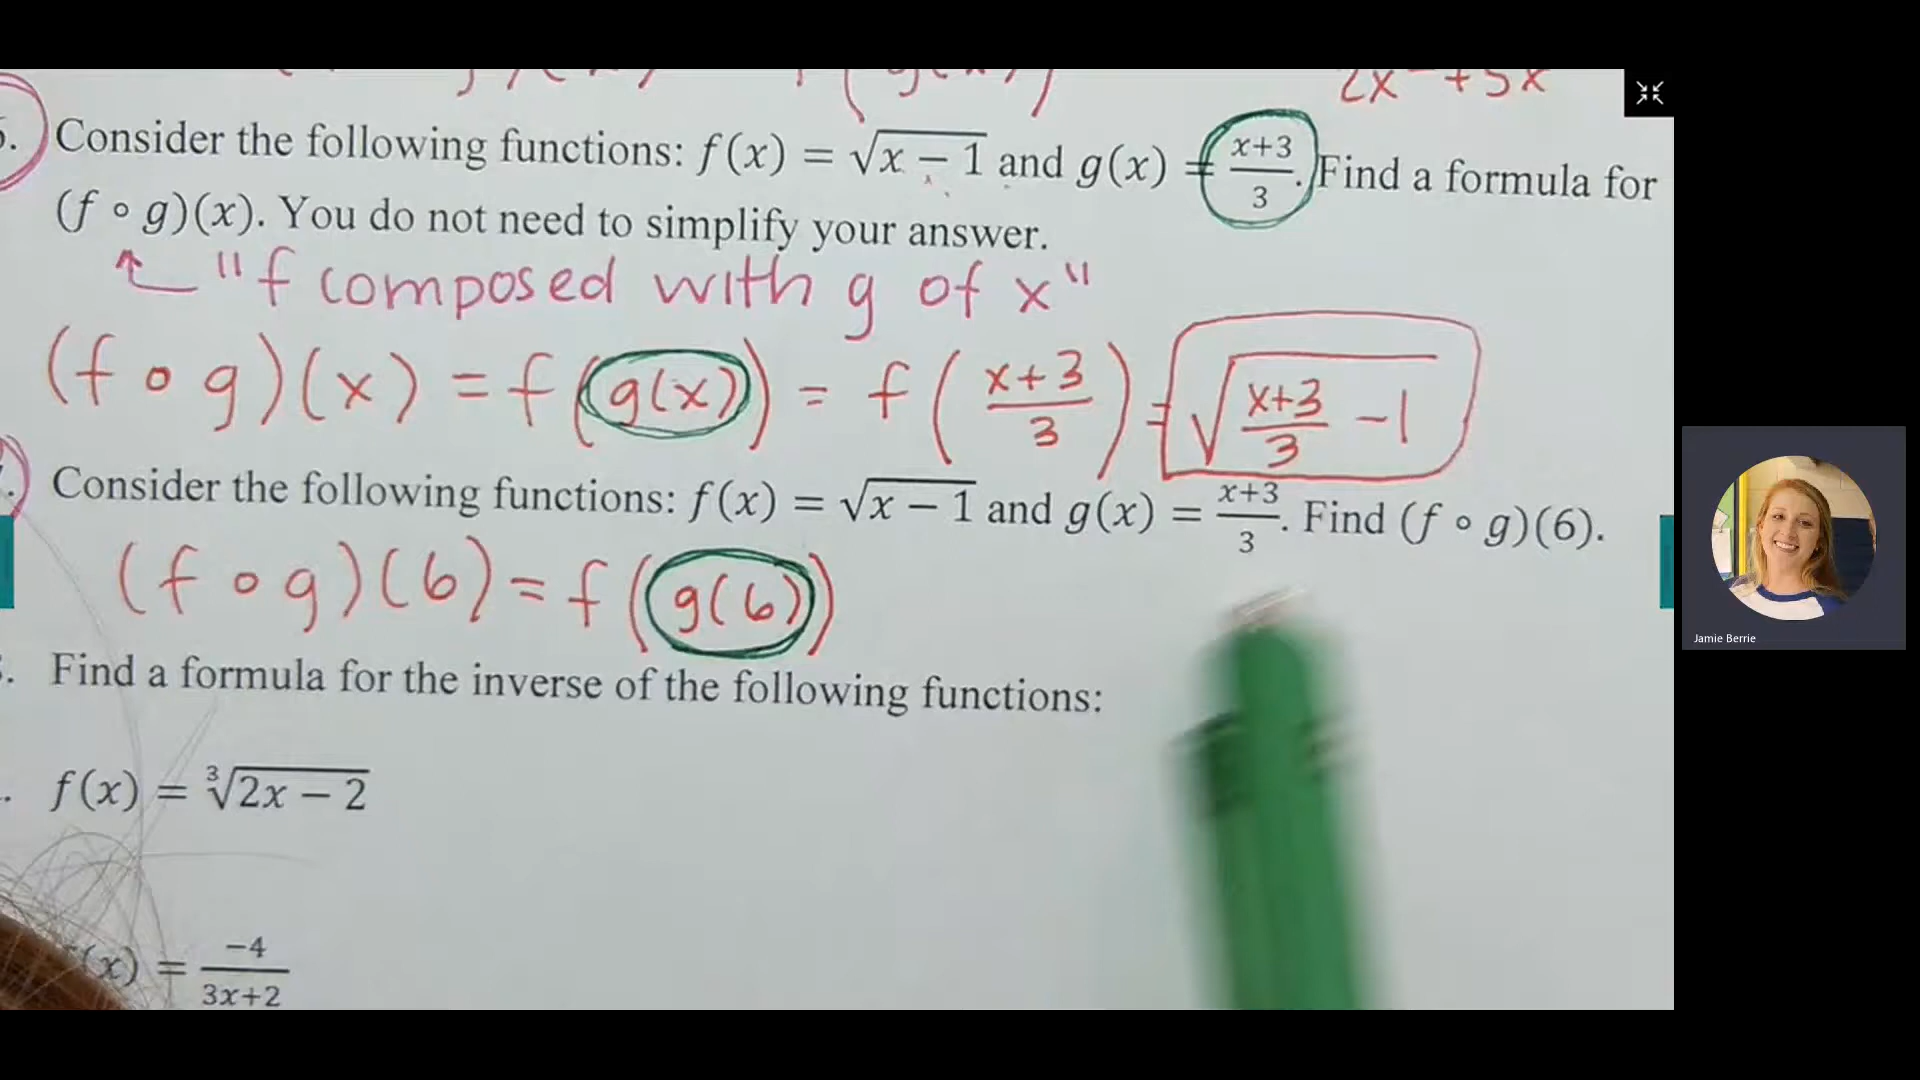 2x + 5x
Consider the following functions: f(x) = √(x − 1) and g(x) = (x+3)/3. Find a formula for
(f ∘ g)(x). You do not need to simplify your answer.
"f composed with g of x"
(f ∘ g)(x) = f(g(x)) = f((x+3)/3) = √((x+3)/3 − 1)
Consider the following functions: f(x) = √(x − 1) and g(x) = (x+3)/3. Find (f ∘ g)(6).
(f ∘ g)(6) = f(g(6))
Jamie Berrie
Find a formula for the inverse of the following functions:
f(x) = ∛(2x − 2)
(x) = −4/(3x+2)